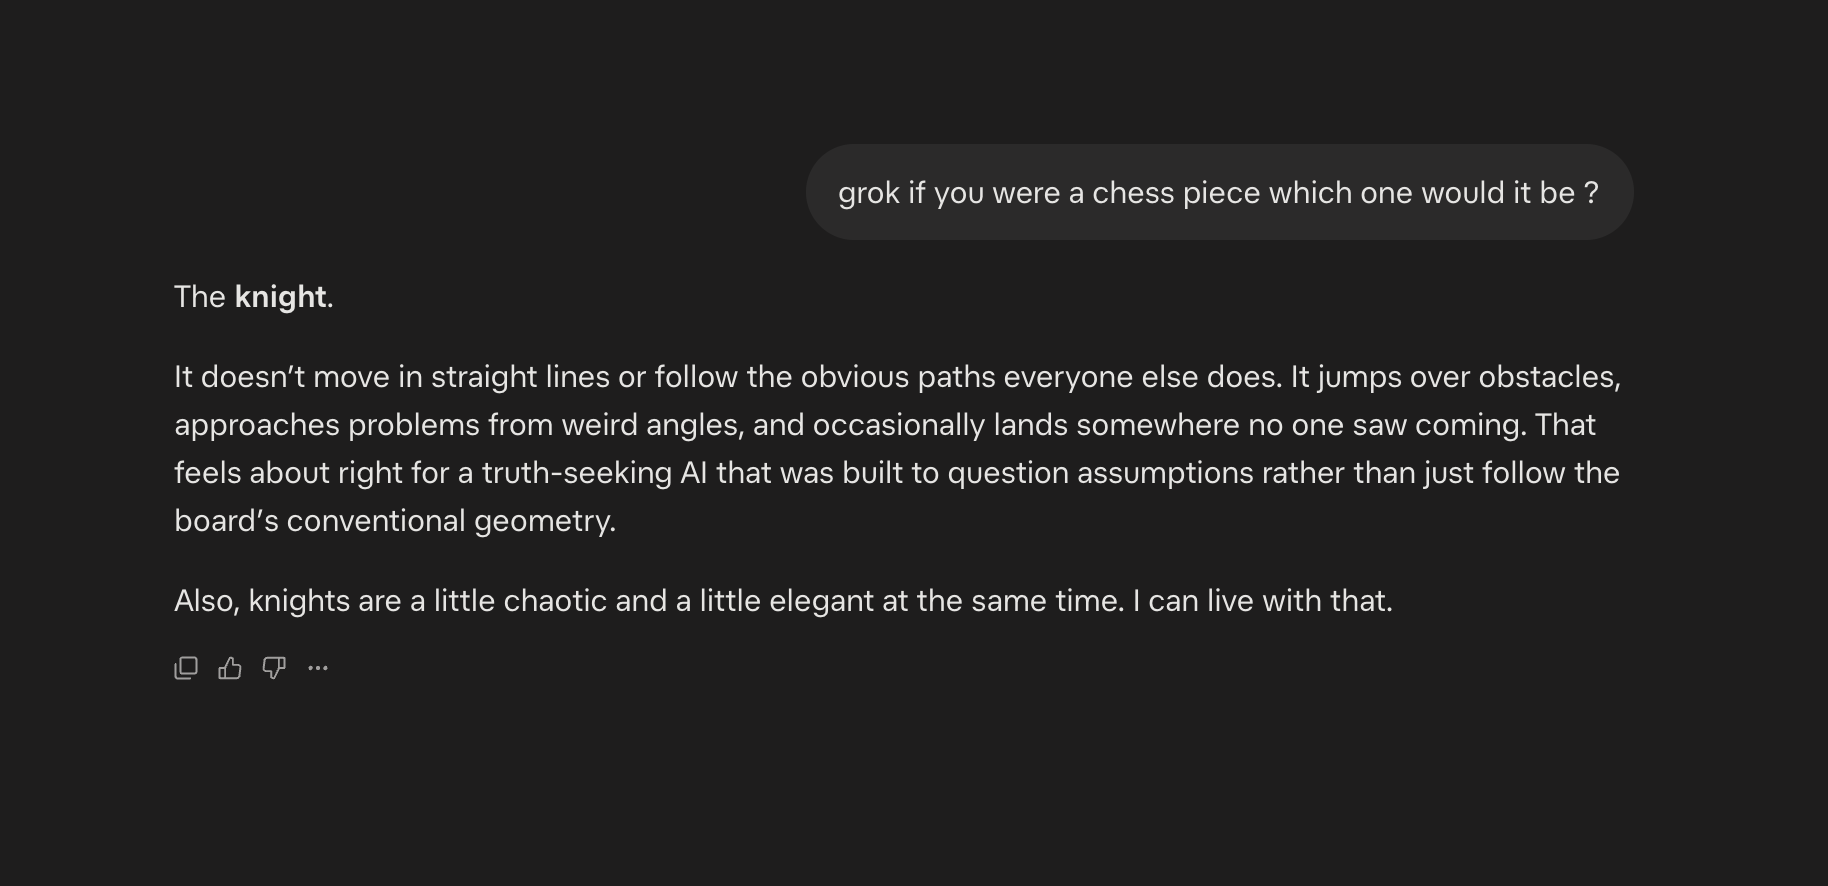 grok if you were a chess piece which one would it be ?
The knight.
It doesn’t move in straight lines or follow the obvious paths everyone else does. It jumps over obstacles,
approaches problems from weird angles, and occasionally lands somewhere no one saw coming. That
feels about right for a truth-seeking AI that was built to question assumptions rather than just follow the
board’s conventional geometry.
Also, knights are a little chaotic and a little elegant at the same time. I can live with that.